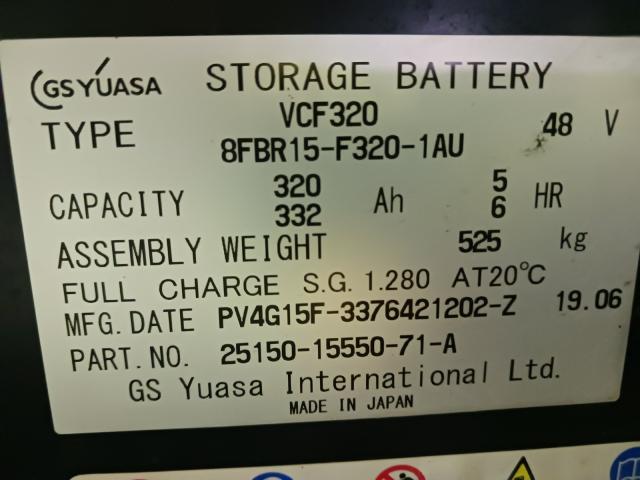 GS YUASA STORAGE BATTERY
TYPE VCF320 48 V
8FBR15-F320-1AU
CAPACITY 320 Ah 5 HR
332 6
ASSEMBLY WEIGHT 525 kg
FULL CHARGE S.G. 1.280 AT20℃
MFG. DATE PV4G15F-3376421202-Z 19.06
PART. NO. 25150-15550-71-A
GS Yuasa International Ltd.
MADE IN JAPAN